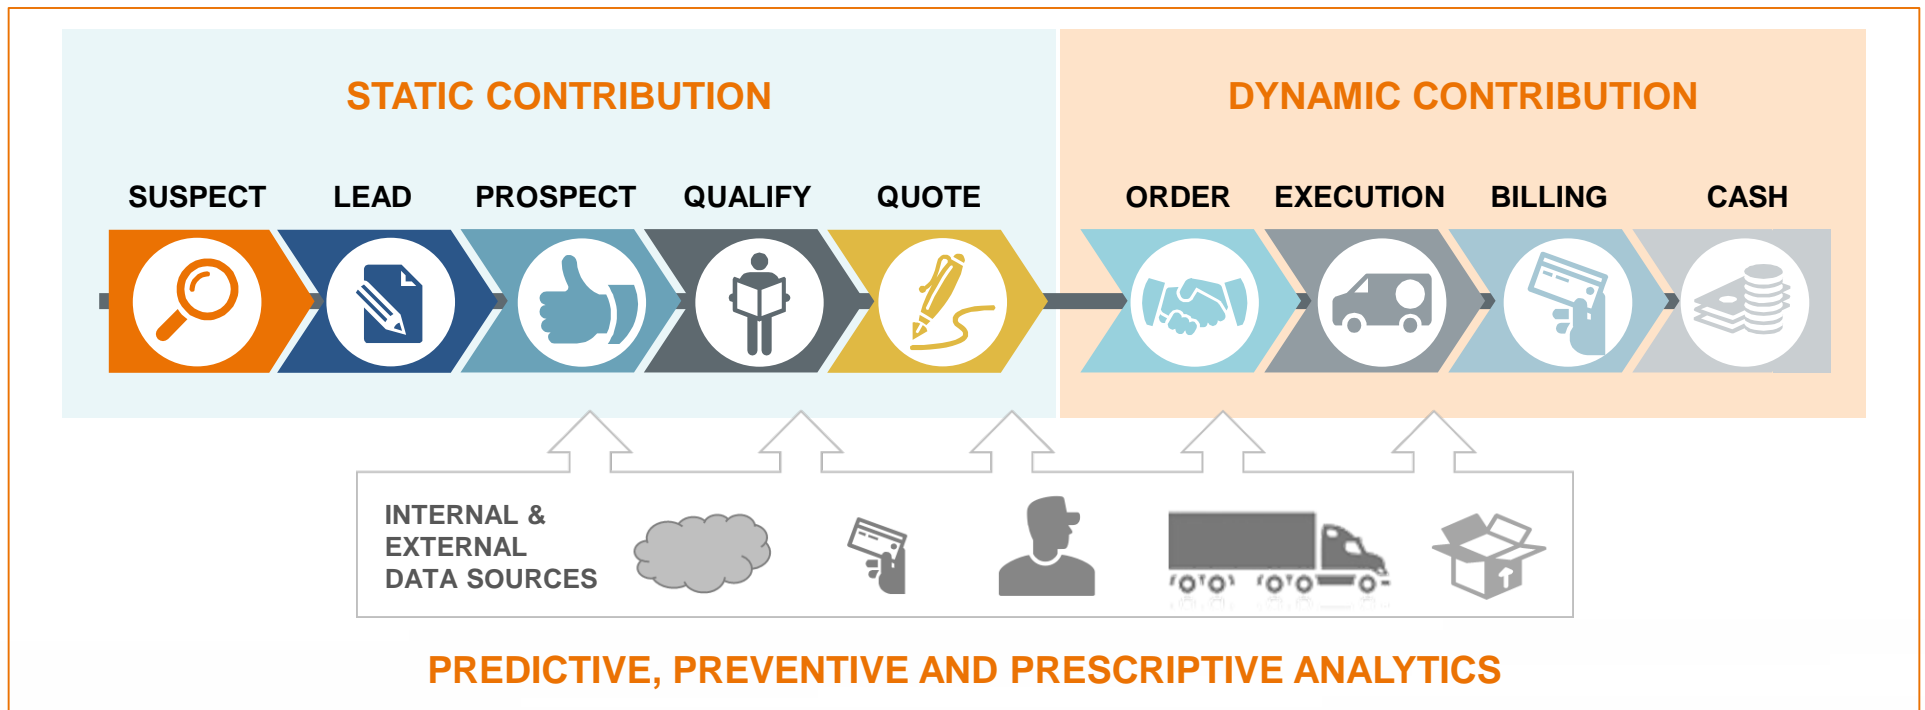 STATIC CONTRIBUTION
DYNAMIC CONTRIBUTION
SUSPECT
LEAD
PROSPECT
QUALIFY
QUOTE
ORDER
EXECUTION
BILLING
CASH
INTERNAL &
EXTERNAL
DATA SOURCES
PREDICTIVE, PREVENTIVE AND PRESCRIPTIVE ANALYTICS